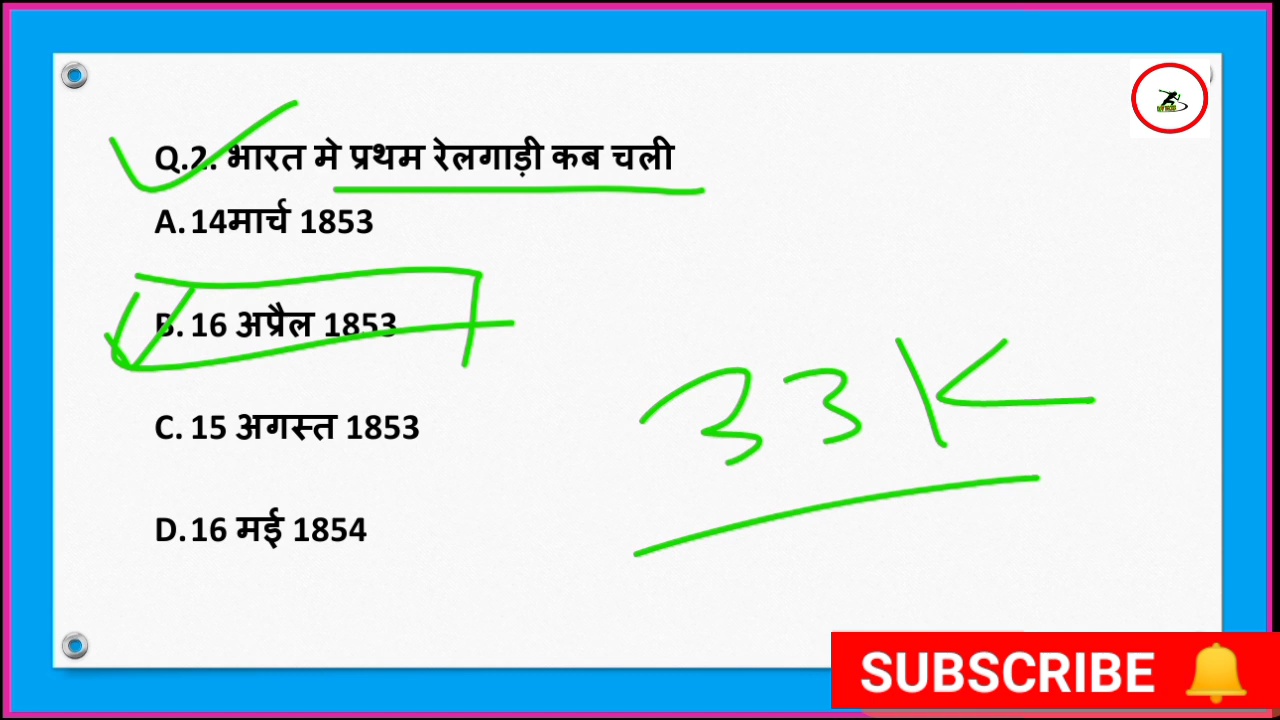 Q.2. भारत मे प्रथम रेलगाड़ी कब चली
A. 14मार्च 1853
B. 16 अप्रैल 1853
C. 15 अगस्त 1853
D. 16 मई 1854
33K
SUBSCRIBE